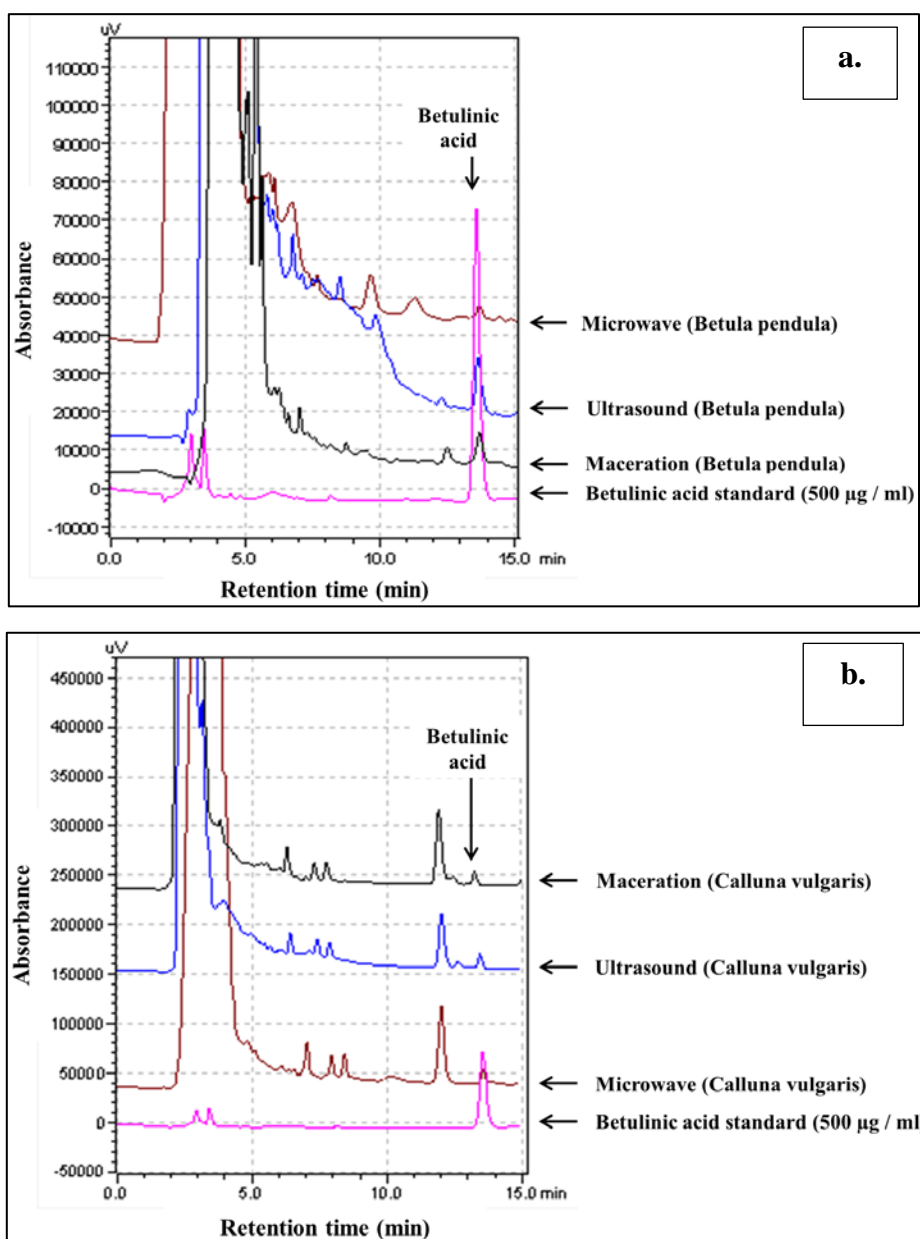 a.
uV
110000
100000
90000
80000
70000
60000
50000
40000
30000
20000
10000
0
-10000
Absorbance
Betulinic
acid
Microwave (Betula pendula)
Ultrasound (Betula pendula)
Maceration (Betula pendula)
Betulinic acid standard (500 µg / ml)
0.0 5.0 10.0 15.0 min
Retention time (min)
b.
uV
450000
400000
350000
300000
250000
200000
150000
100000
50000
0
-50000
Absorbance
Betulinic
acid
Maceration (Calluna vulgaris)
Ultrasound (Calluna vulgaris)
Microwave (Calluna vulgaris)
Betulinic acid standard (500 µg / ml
0.0 5.0 10.0 15.0 min
Retention time (min)